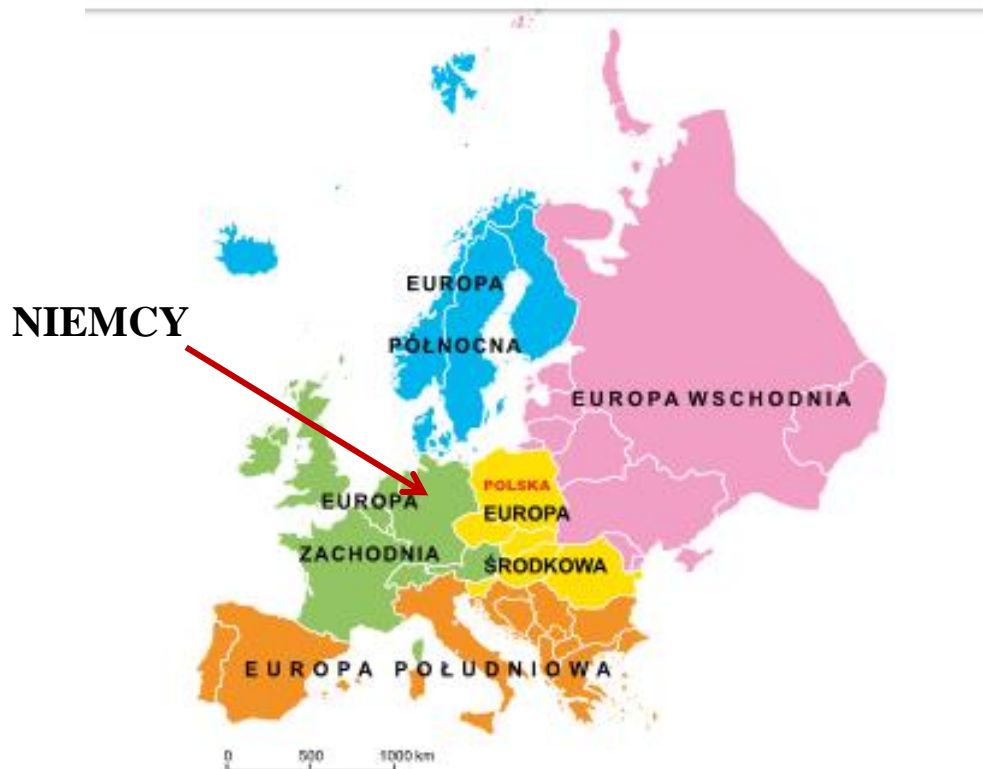 EUROPA
PÓŁNOCNA
NIEMCY
EUROPA WSCHODNIA
POLSKA
EUROPA
EUROPA
ZACHODNIA
ŚRODKOWA
EUROPA POŁUDNIOWA
0 500 1000 km